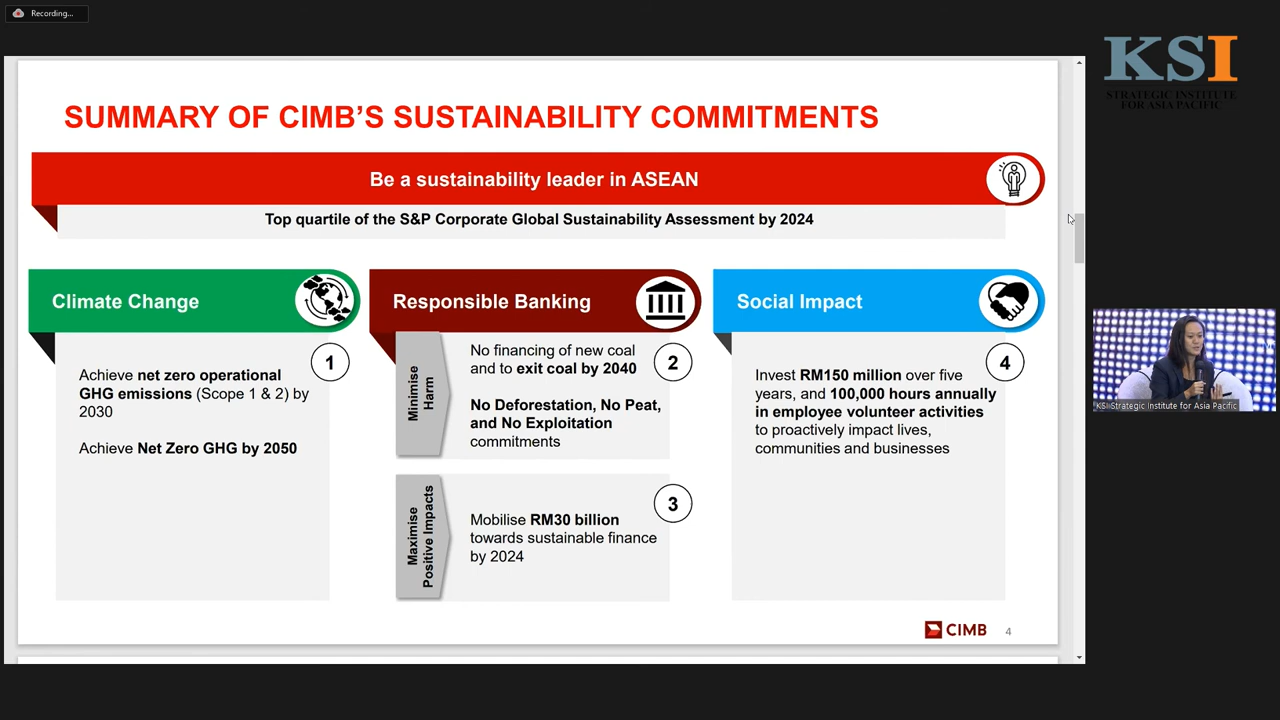 Recording...
KSI
STRATEGIC INSTITUTE
FOR ASIA PACIFIC
SUMMARY OF CIMB'S SUSTAINABILITY COMMITMENTS
Be a sustainability leader in ASEAN
Top quartile of the S&P Corporate Global Sustainability Assessment by 2024
Climate Change
1
Achieve net zero operational
GHG emissions (Scope 1 & 2) by
2030
Achieve Net Zero GHG by 2050
Responsible Banking
Minimise
Harm
2
No financing of new coal
and to exit coal by 2040
No Deforestation, No Peat,
and No Exploitation
commitments
Maximise
Positive Impacts
3
Mobilise RM30 billion
towards sustainable finance
by 2024
Social Impact
4
Invest RM150 million over five
years, and 100,000 hours annually
in employee volunteer activities
to proactively impact lives,
communities and businesses
CIMB
4
KSI Strategic Institute for Asia Pacific